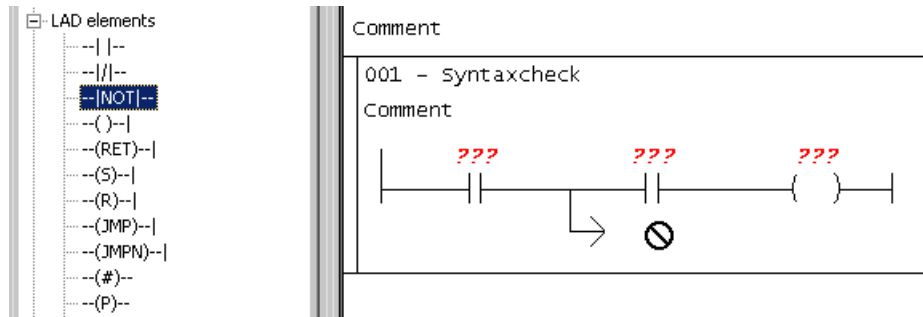 LAD elements
--| |--
--|/|--
--|NOT|--
--( )--|
--(RET)--|
--(S)--|
--(R)--|
--(JMP)--|
--(JMPN)--|
--(#)--
--(P)--
Comment
001 - Syntaxcheck
Comment
??? ??? ???
( )